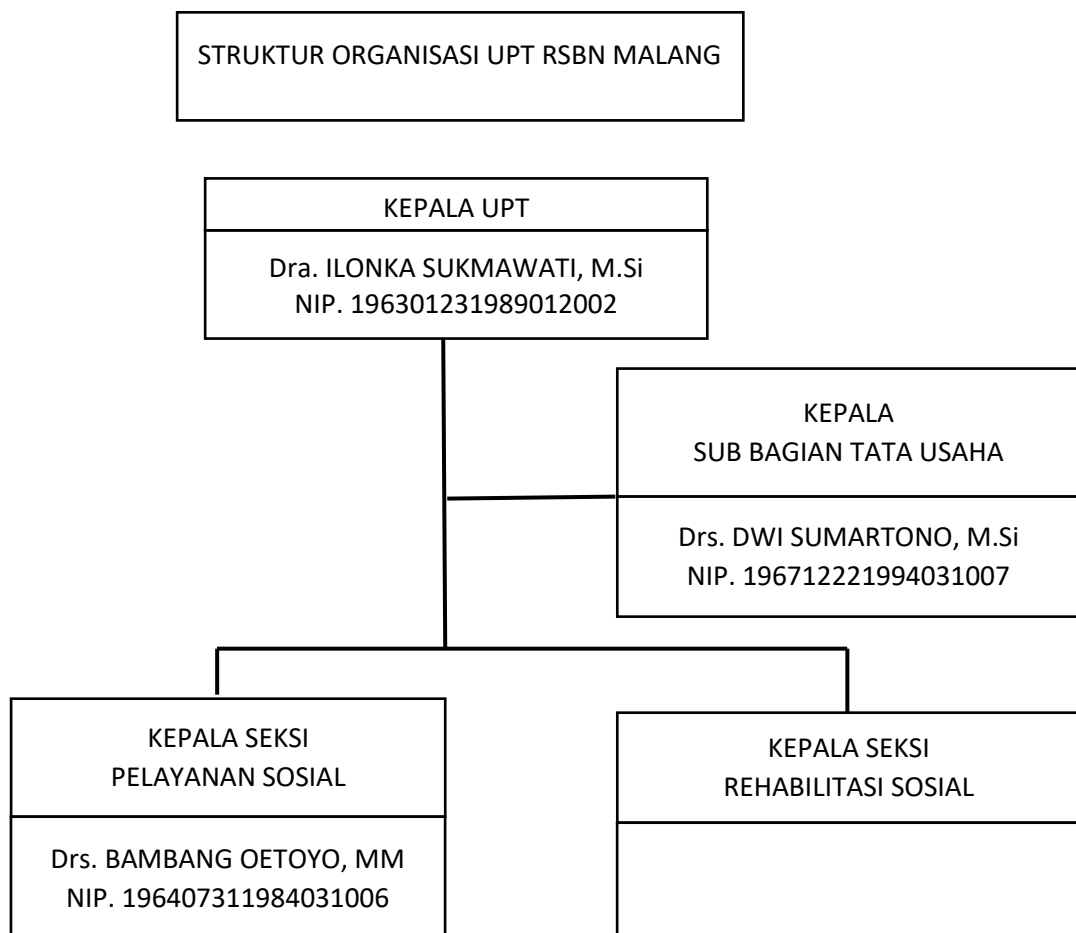 STRUKTUR ORGANISASI UPT RSBN MALANG
KEPALA UPT
Dra. ILONKA SUKMAWATI, M.Si
NIP. 196301231989012002
KEPALA
SUB BAGIAN TATA USAHA
Drs. DWI SUMARTONO, M.Si
NIP. 196712221994031007
KEPALA SEKSI
PELAYANAN SOSIAL
Drs. BAMBANG OETOYO, MM
NIP. 196407311984031006
KEPALA SEKSI
REHABILITASI SOSIAL